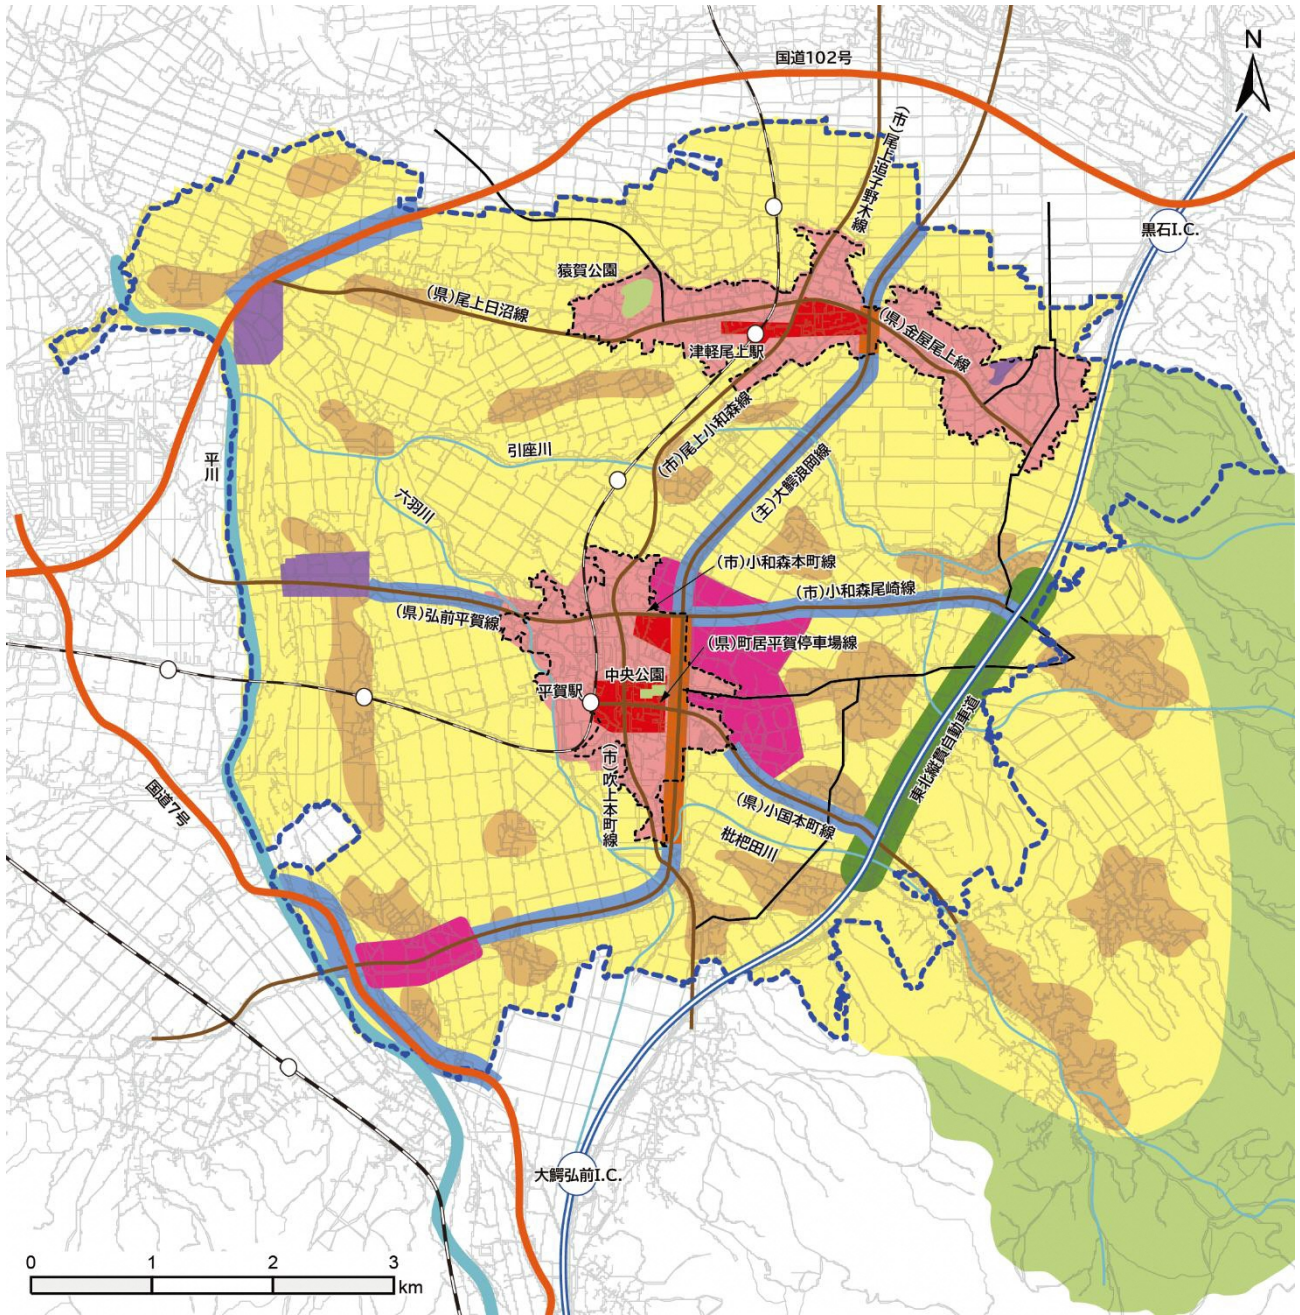 N
国道102号
(市)尾上追子野木線
黒石I.C.
猿賀公園
(県)尾上日沼線
(県)金屋尾上線
津軽尾上駅
(市)尾上小和森線
引座川
平川
六羽川
(主)大鰐浪岡線
(市)小和森本町線
(市)小和森尾崎線
(県)弘前平賀線
(県)町居平賀停車場線
中央公園
平賀駅
東北縦貫自動車道
(市)吹上本町線
国道7号
(県)小国本町線
枇杷田川
大鰐弘前I.C.
0 1 2 3
km